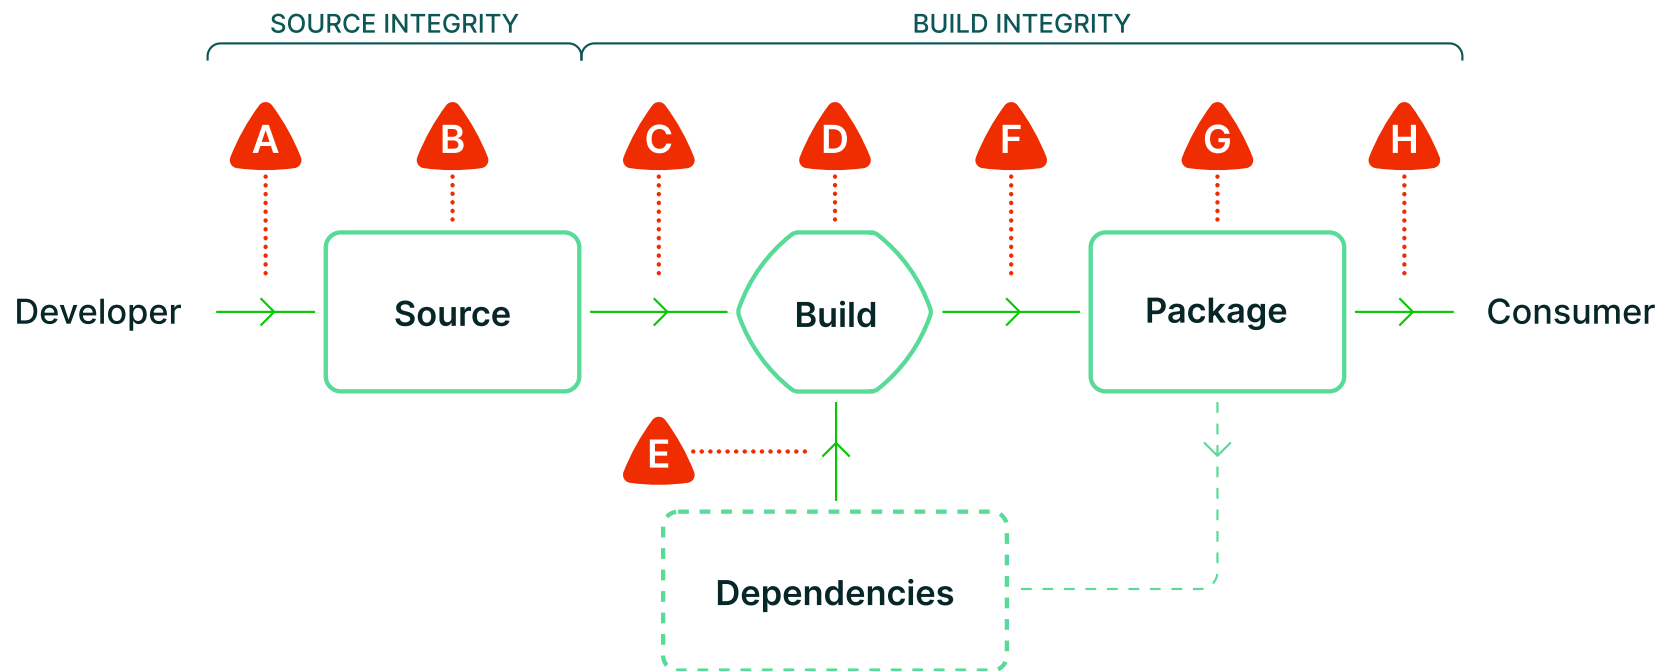 SOURCE INTEGRITY
BUILD INTEGRITY
A
B
C
D
F
G
H
Developer
Source
Build
Package
Consumer
E
Dependencies